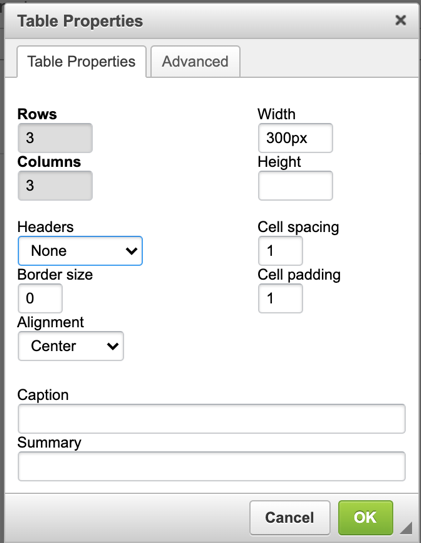 Table Properties
Table Properties Advanced
Rows
3
Width
300px
Columns
3
Height
Headers
None
Cell spacing
1
Border size
0
Cell padding
1
Alignment
Center
Caption
Summary
Cancel OK